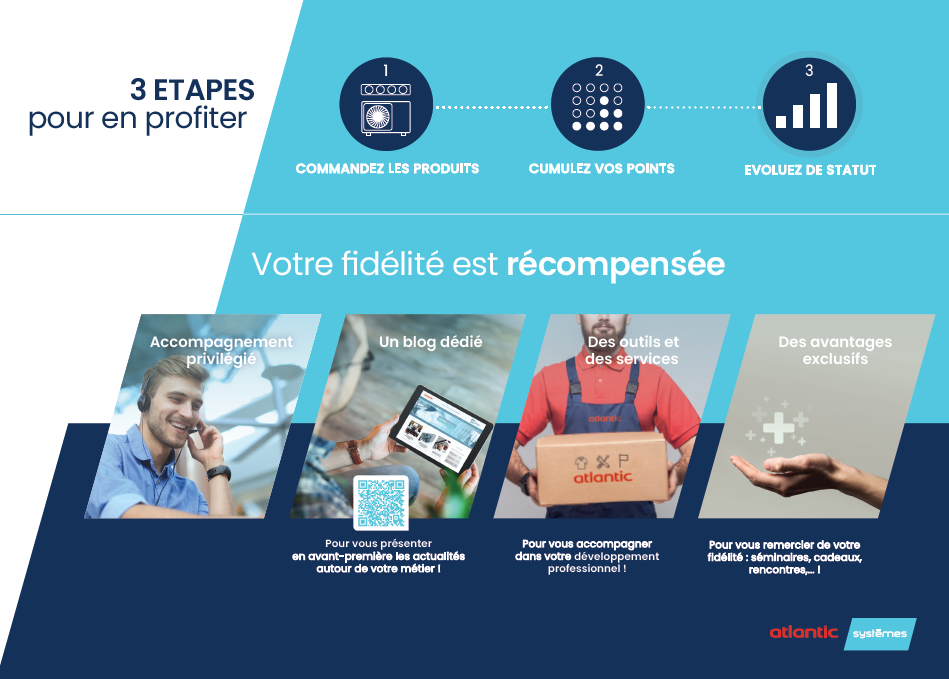 3 ETAPES
pour en profiter
1
2
3
COMMANDEZ LES PRODUITS
CUMULEZ VOS POINTS
EVOLUEZ DE STATUT
Votre fidélité est récompensée
Accompagnement
privilégié
Un blog dédié
Des outils et
des services
Des avantages
exclusifs
atlantic
atlantic
Pour vous présenter
en avant-première les actualités
autour de votre métier !
Pour vous accompagner
dans votre développement
professionnel !
Pour vous remercier de votre
fidélité : séminaires, cadeaux,
rencontres,... !
atlantic systèmes